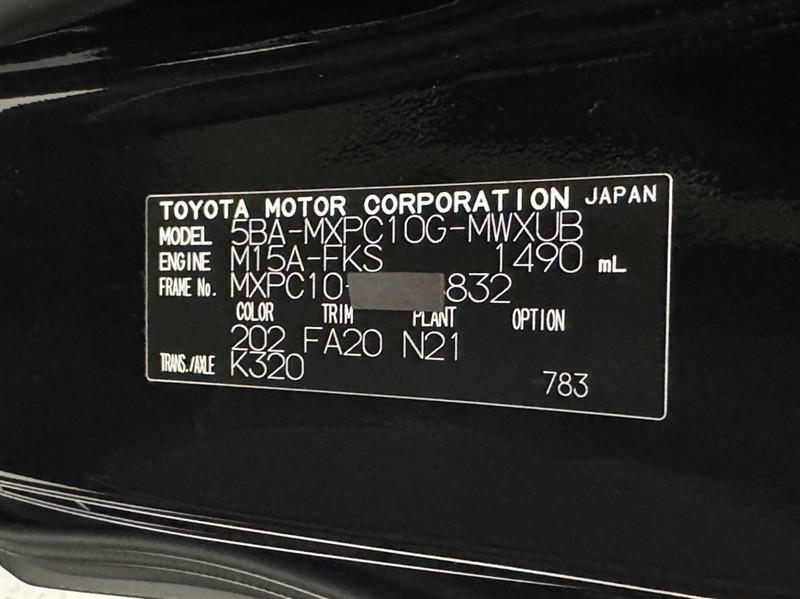 TOYOTA MOTOR CORPORATION JAPAN
MODEL 5BA-MXPC10G-MWXUB
ENGINE M15A-FKS 1490 mL
FRAME No. MXPC10- 832
COLOR TRIM PLANT OPTION
202 FA20 N21
TRANS./AXLE K320
783